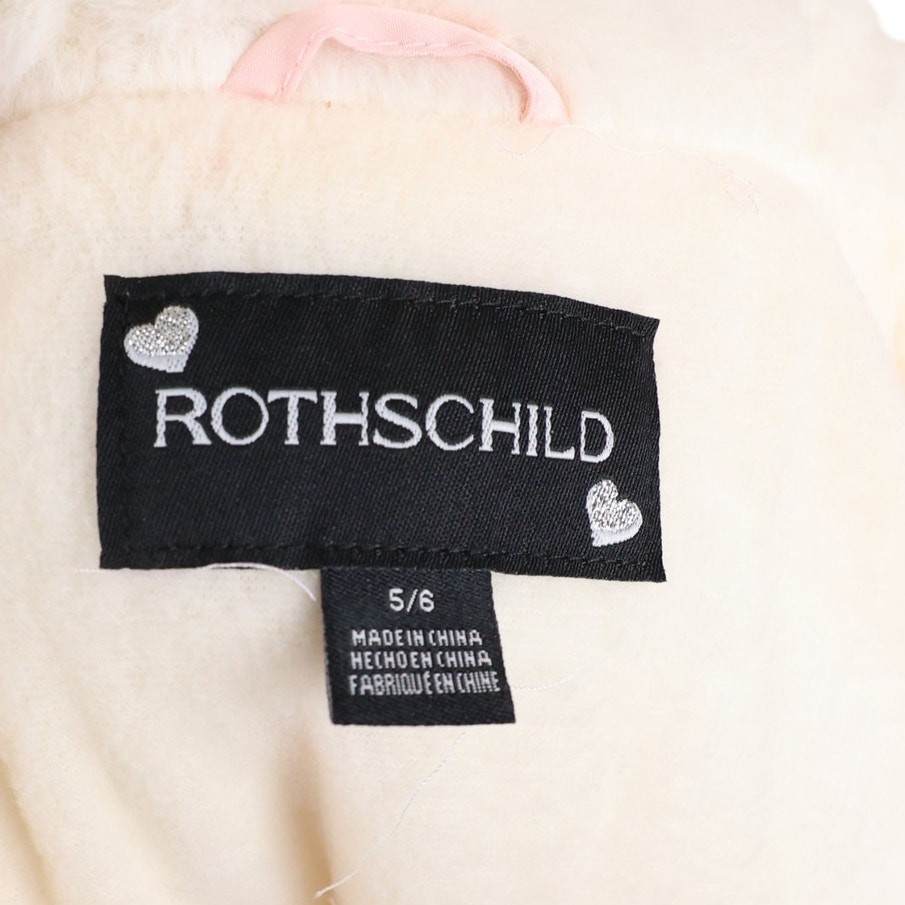 ROTHSCHILD
5/6
MADE IN CHINA
HECHO EN CHINA
FABRIQUÉ EN CHINE